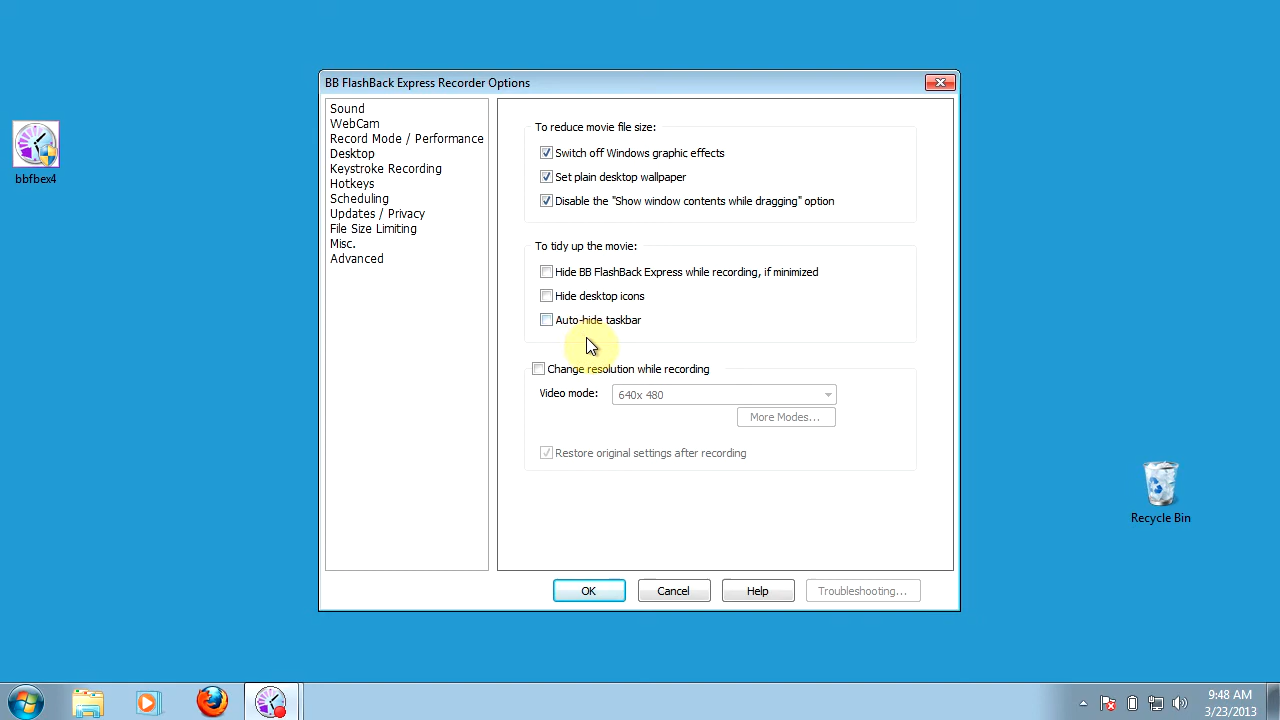 BB FlashBack Express Recorder Options
bbfbex4
Sound
WebCam
Record Mode / Performance
Desktop
Keystroke Recording
Hotkeys
Scheduling
Updates / Privacy
File Size Limiting
Misc.
Advanced
To reduce movie file size:
Switch off Windows graphic effects
Set plain desktop wallpaper
Disable the "Show window contents while dragging" option
To tidy up the movie:
Hide BB FlashBack Express while recording, if minimized
Hide desktop icons
Auto-hide taskbar
Change resolution while recording
Video mode:
640x 480
More Modes...
Restore original settings after recording
OK
Cancel
Help
Troubleshooting...
Recycle Bin
9:48 AM
3/23/2013